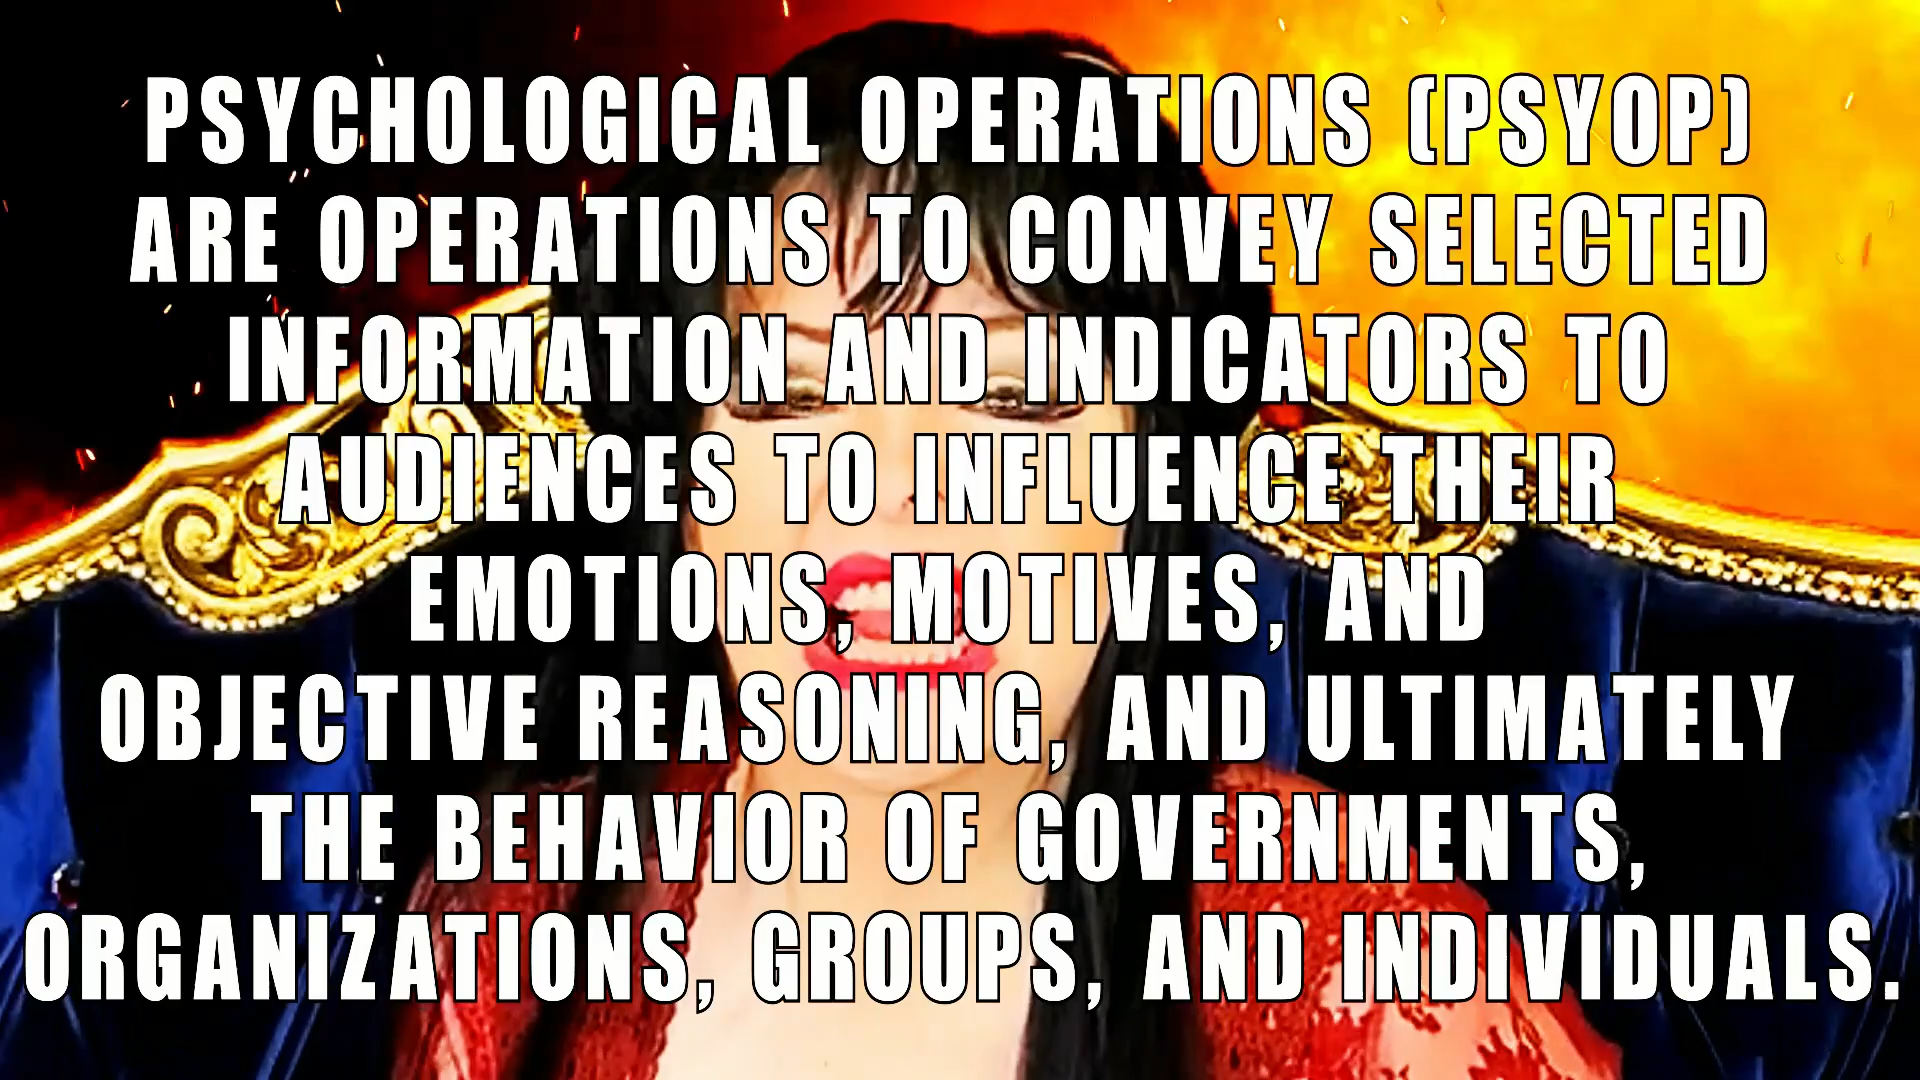 PSYCHOLOGICAL OPERATIONS (PSYOP)
ARE OPERATIONS TO CONVEY SELECTED
INFORMATION AND INDICATORS TO
AUDIENCES TO INFLUENCE THEIR
EMOTIONS, MOTIVES, AND
OBJECTIVE REASONING, AND ULTIMATELY
THE BEHAVIOR OF GOVERNMENTS,
ORGANIZATIONS, GROUPS, AND INDIVIDUALS.